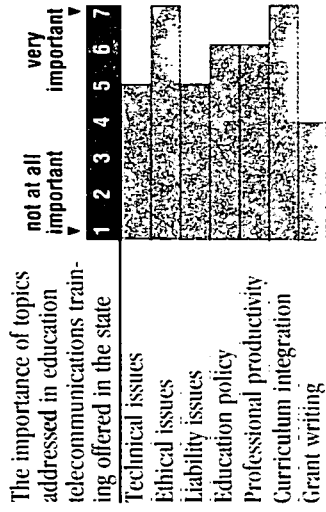 The importance of topics
addressed in education
telecommunications train-
ing offered in the state
not at all
important
very
important
1 2 3 4 5 6 7
Technical issues
Ethical issues
Liability issues
Education policy
Professional productivity
Curriculum integration
Grant writing